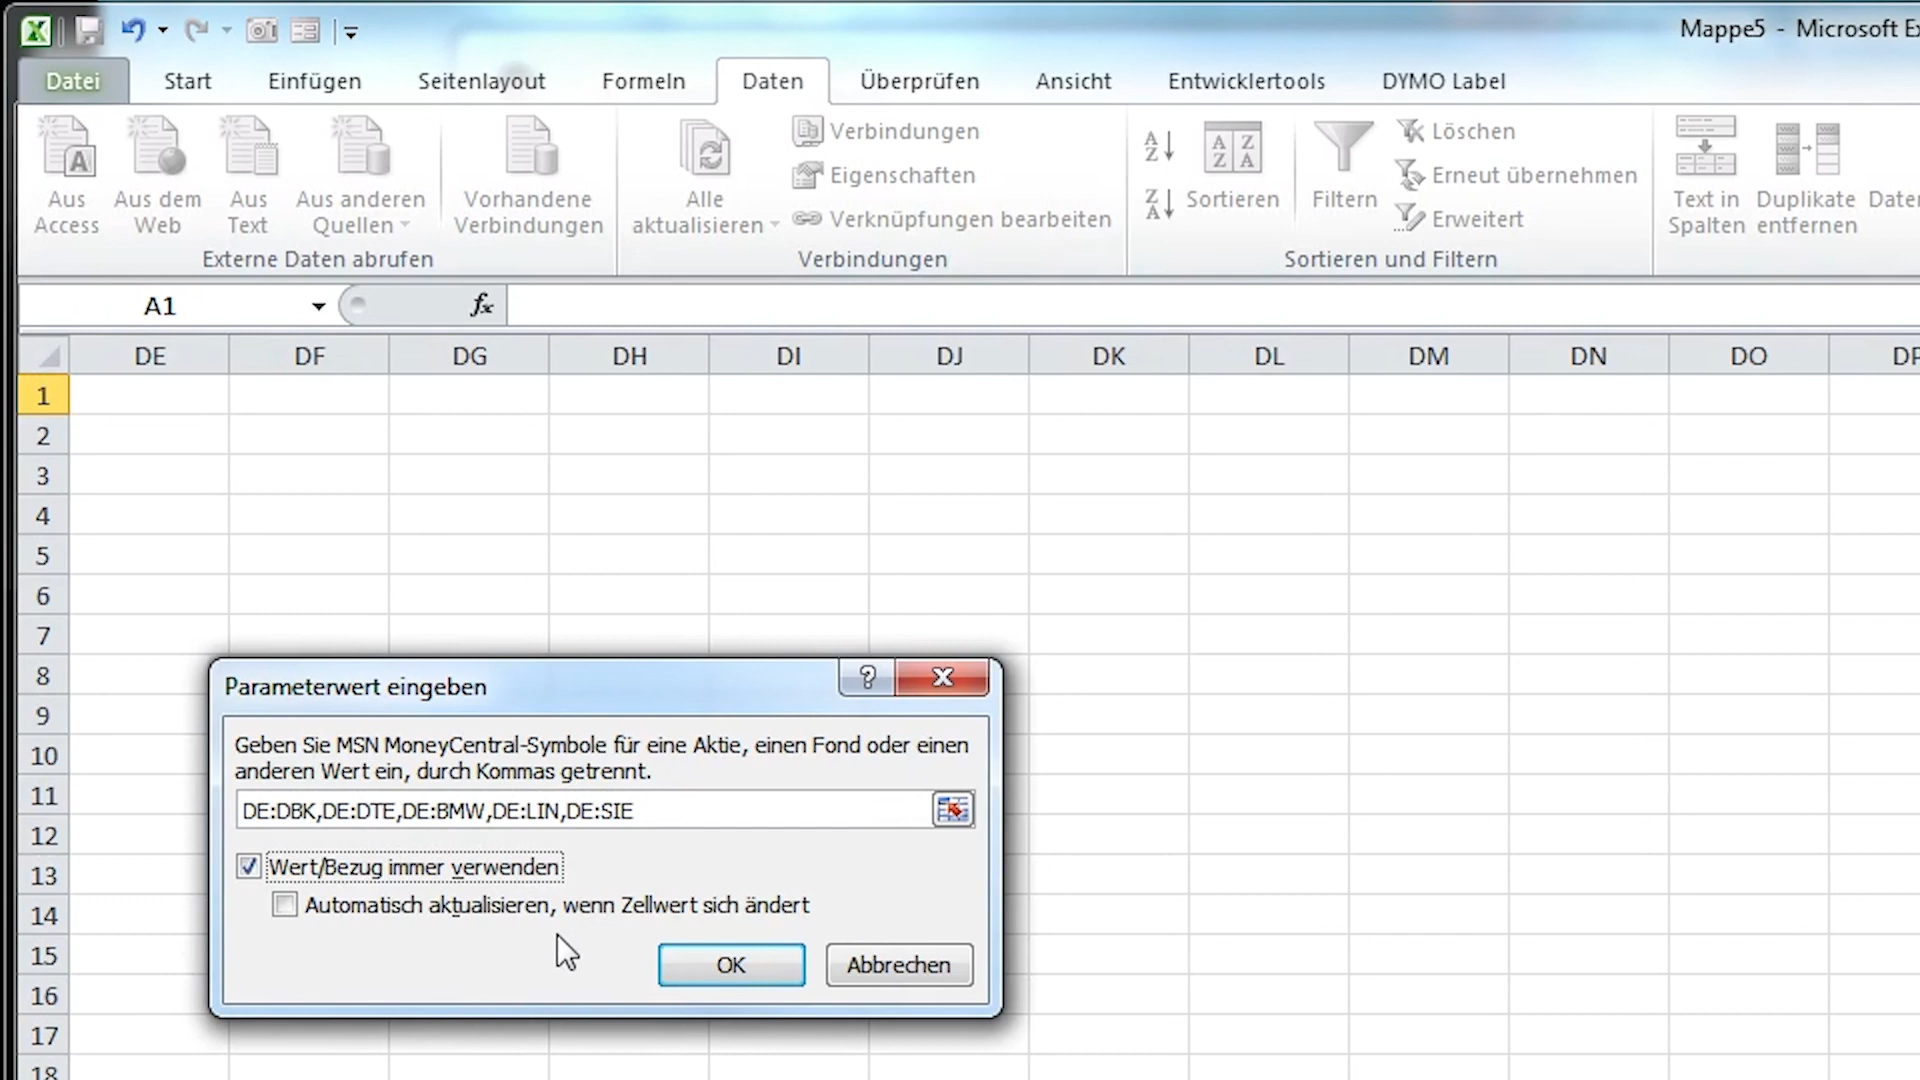 Mappe5 - Microsoft Ex
Datei Start Einfügen Seitenlayout Formeln Daten Überprüfen Ansicht Entwicklertools DYMO Label
Aus Access
Aus dem Web
Aus Text
Aus anderen Quellen
Vorhandene Verbindungen
Externe Daten abrufen
Alle aktualisieren
Verbindungen
Eigenschaften
Verknüpfungen bearbeiten
Verbindungen
Sortieren
Filtern
Löschen
Erneut übernehmen
Erweitert
Sortieren und Filtern
Text in Spalten
Duplikate entfernen
Daten
A1 fx
DE DF DG DH DI DJ DK DL DM DN DO DP
1
2
3
4
5
6
7
8
9
10
11
12
13
14
15
16
17
18
Parameterwert eingeben
Geben Sie MSN MoneyCentral-Symbole für eine Aktie, einen Fond oder einen
anderen Wert ein, durch Kommas getrennt.
DE:DBK,DE:DTE,DE:BMW,DE:LIN,DE:SIE
Wert/Bezug immer verwenden
Automatisch aktualisieren, wenn Zellwert sich ändert
OK Abbrechen